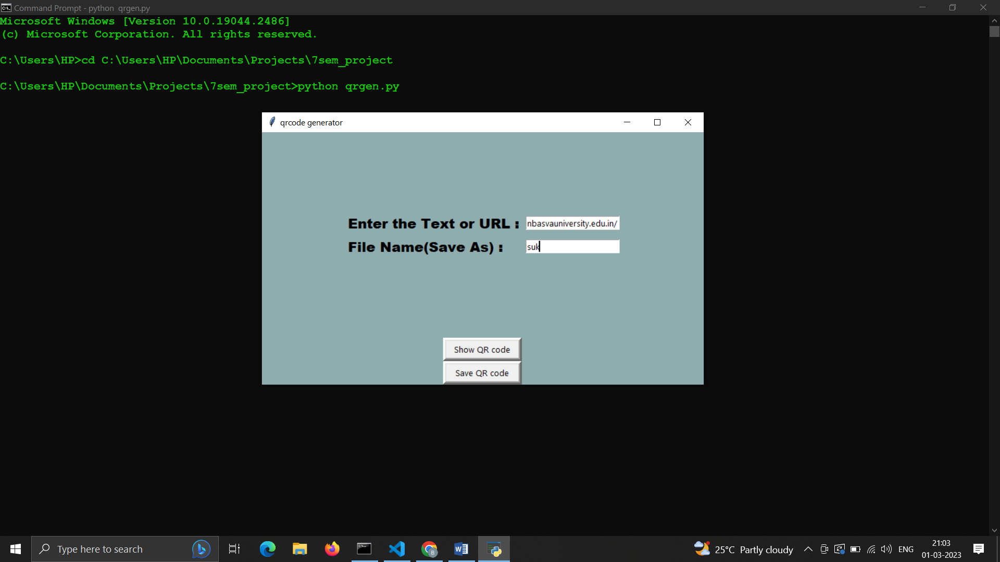 Command Prompt - python  qrgen.py
Microsoft Windows [Version 10.0.19044.2486]
(c) Microsoft Corporation. All rights reserved.
C:\Users\HP>cd C:\Users\HP\Documents\Projects\7sem_project
C:\Users\HP\Documents\Projects\7sem_project>python qrgen.py
qrcode generator
Enter the Text or URL : nbasvauniversity.edu.in/
File Name(Save As) : suk
Show QR code
Save QR code
Type here to search
25°C Partly cloudy
ENG
21:03
01-03-2023